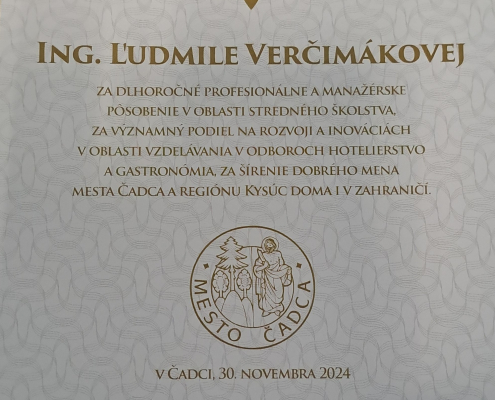 ING. ĽUDMILE VERČIMÁKOVEJ
ZA DLHOROČNÉ PROFESIONÁLNE A MANAŽÉRSKE
PÔSOBENIE V OBLASTI STREDNÉHO ŠKOLSTVA,
ZA VÝZNAMNÝ PODIEL NA ROZVOJI A INOVÁCIÁCH
V OBLASTI VZDELÁVANIA V ODBOROCH HOTELIERSTVO
A GASTRONÓMIA, ZA ŠÍRENIE DOBRÉHO MENA
MESTA ČADCA A REGIÓNU KYSÚC DOMA I V ZAHRANIČÍ.
MESTO ČADCA
V ČADCI, 30. NOVEMBRA 2024